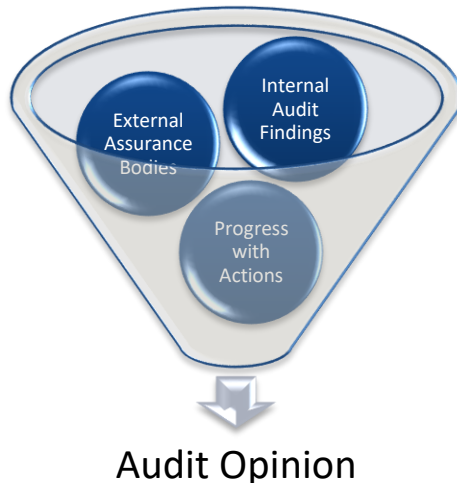 External
Assurance
Bodies
Internal
Audit
Findings
Progress
with
Actions
Audit Opinion